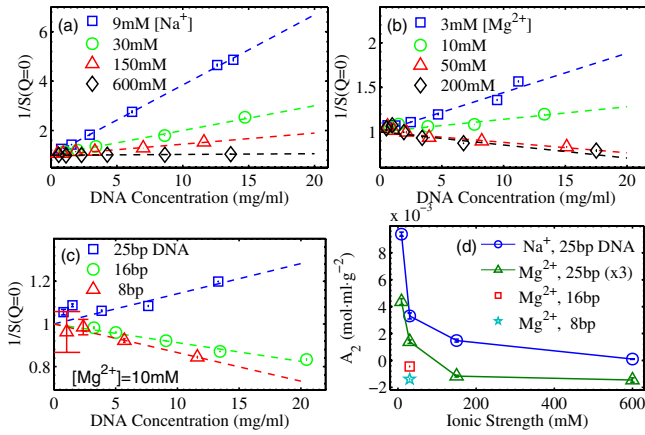 (a)
9mM [Na⁺]
30mM
150mM
600mM
1/S(Q=0)
6
4
2
0 5 10 15 20
DNA Concentration (mg/ml)
(b)
3mM [Mg²⁺]
10mM
50mM
200mM
1/S(Q=0)
2
1.5
1
0 5 10 15 20
DNA Concentration (mg/ml)
(c)
25bp DNA
16bp
8bp
[Mg²⁺]=10mM
1/S(Q=0)
1.2
1
0.8
0 5 10 15 20
DNA Concentration (mg/ml)
x 10⁻³
(d)
Na⁺, 25bp DNA
Mg²⁺, 25bp (x3)
Mg²⁺, 16bp
Mg²⁺, 8bp
A₂ (mol·ml·g⁻²)
8
6
4
2
0
−2
0 200 400 600
Ionic Strength (mM)